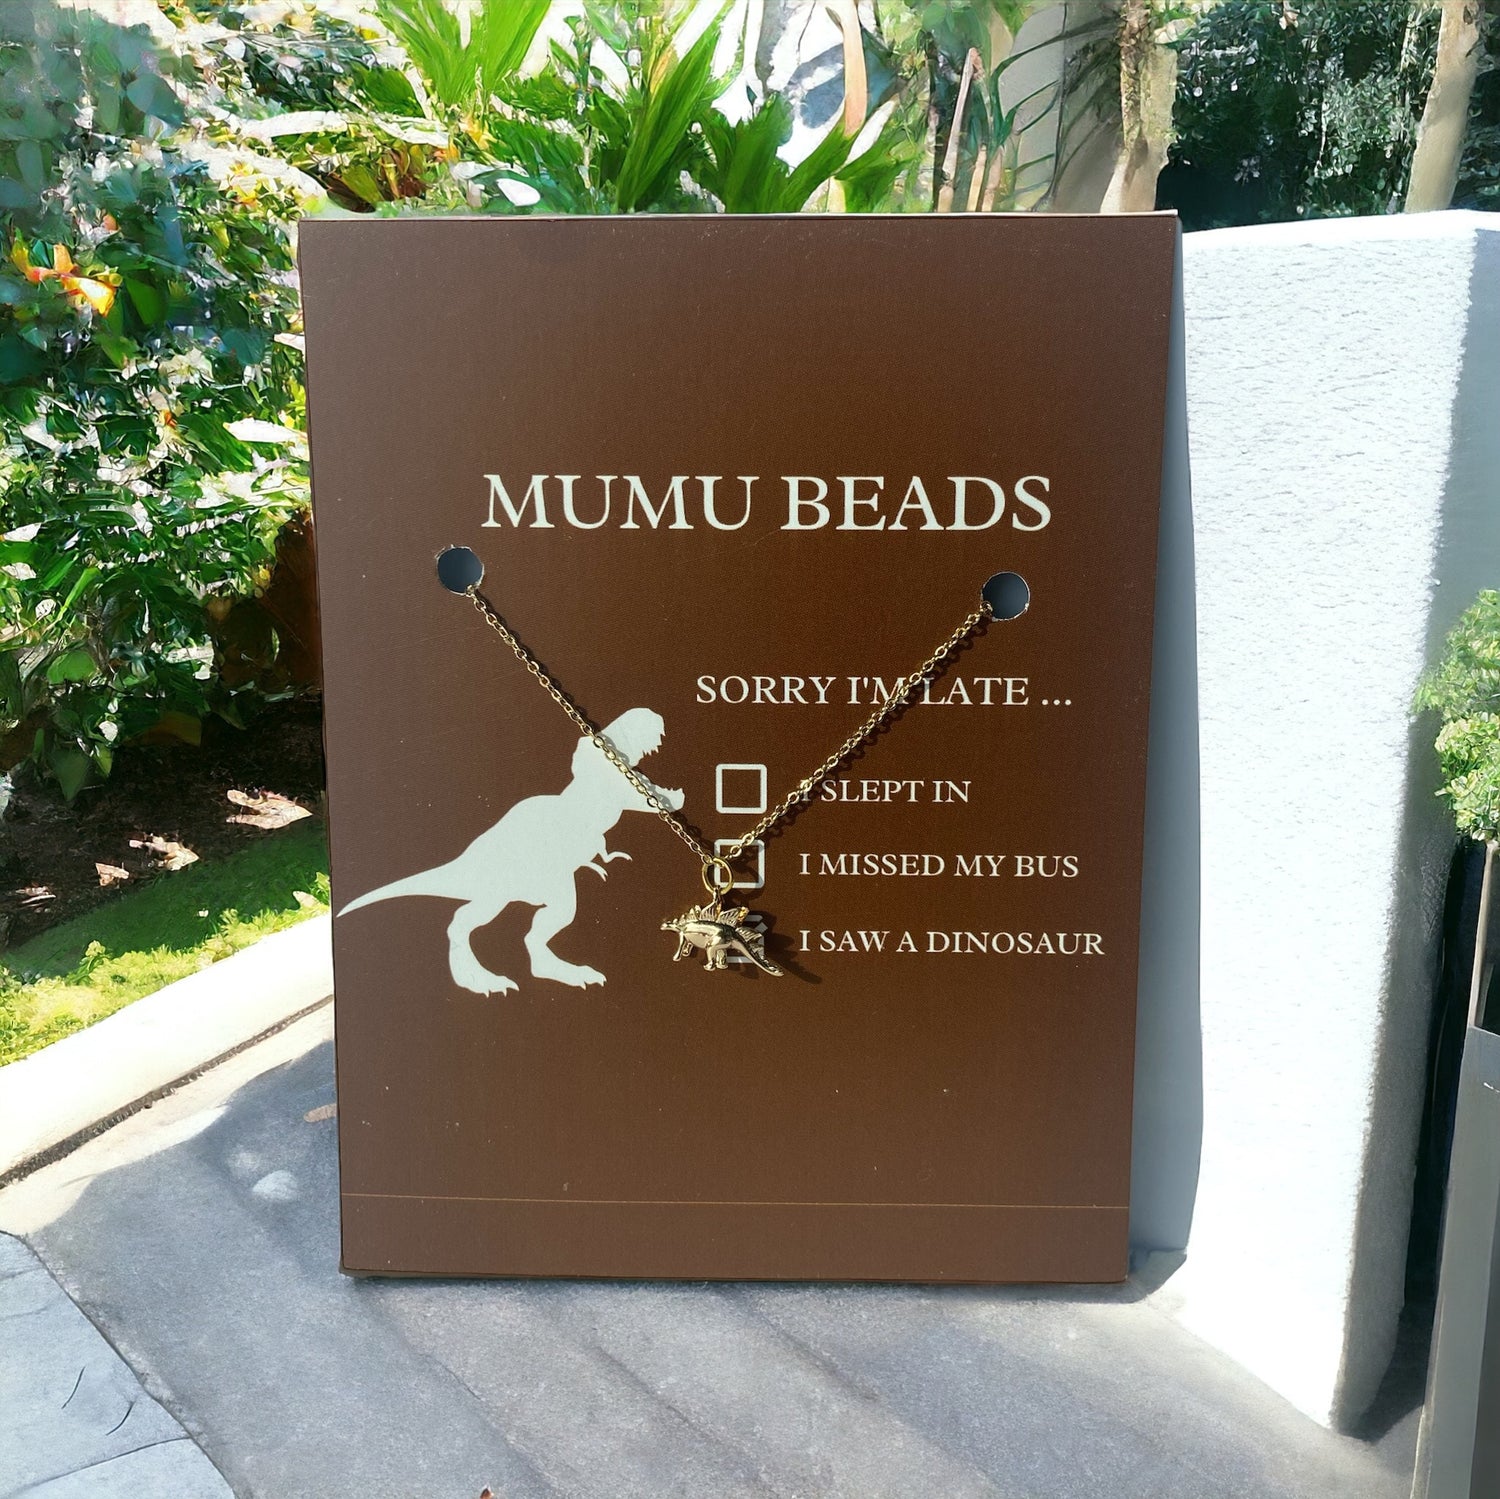 MUMU BEADS
SORRY I'M LATE ...
I SLEPT IN
I MISSED MY BUS
I SAW A DINOSAUR